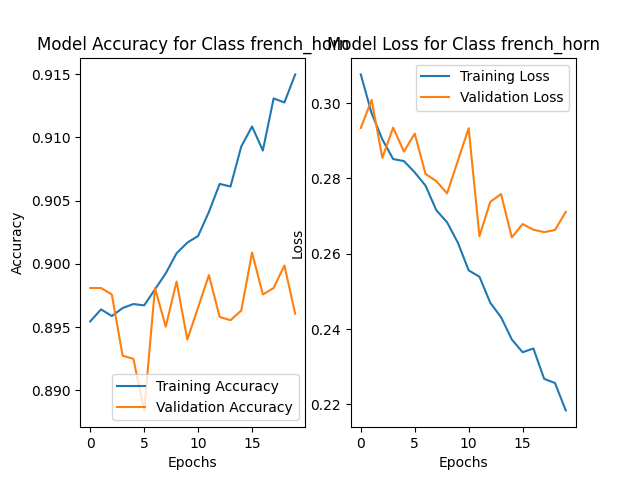 Model Accuracy for Class french_horn
0.915
0.910
0.905
0.900
0.895
0.890
Accuracy
0
5
10
15
Epochs
Training Accuracy
Validation Accuracy
Model Loss for Class french_horn
0.30
0.28
0.26
0.24
0.22
Loss
0
5
10
15
Epochs
Training Loss
Validation Loss